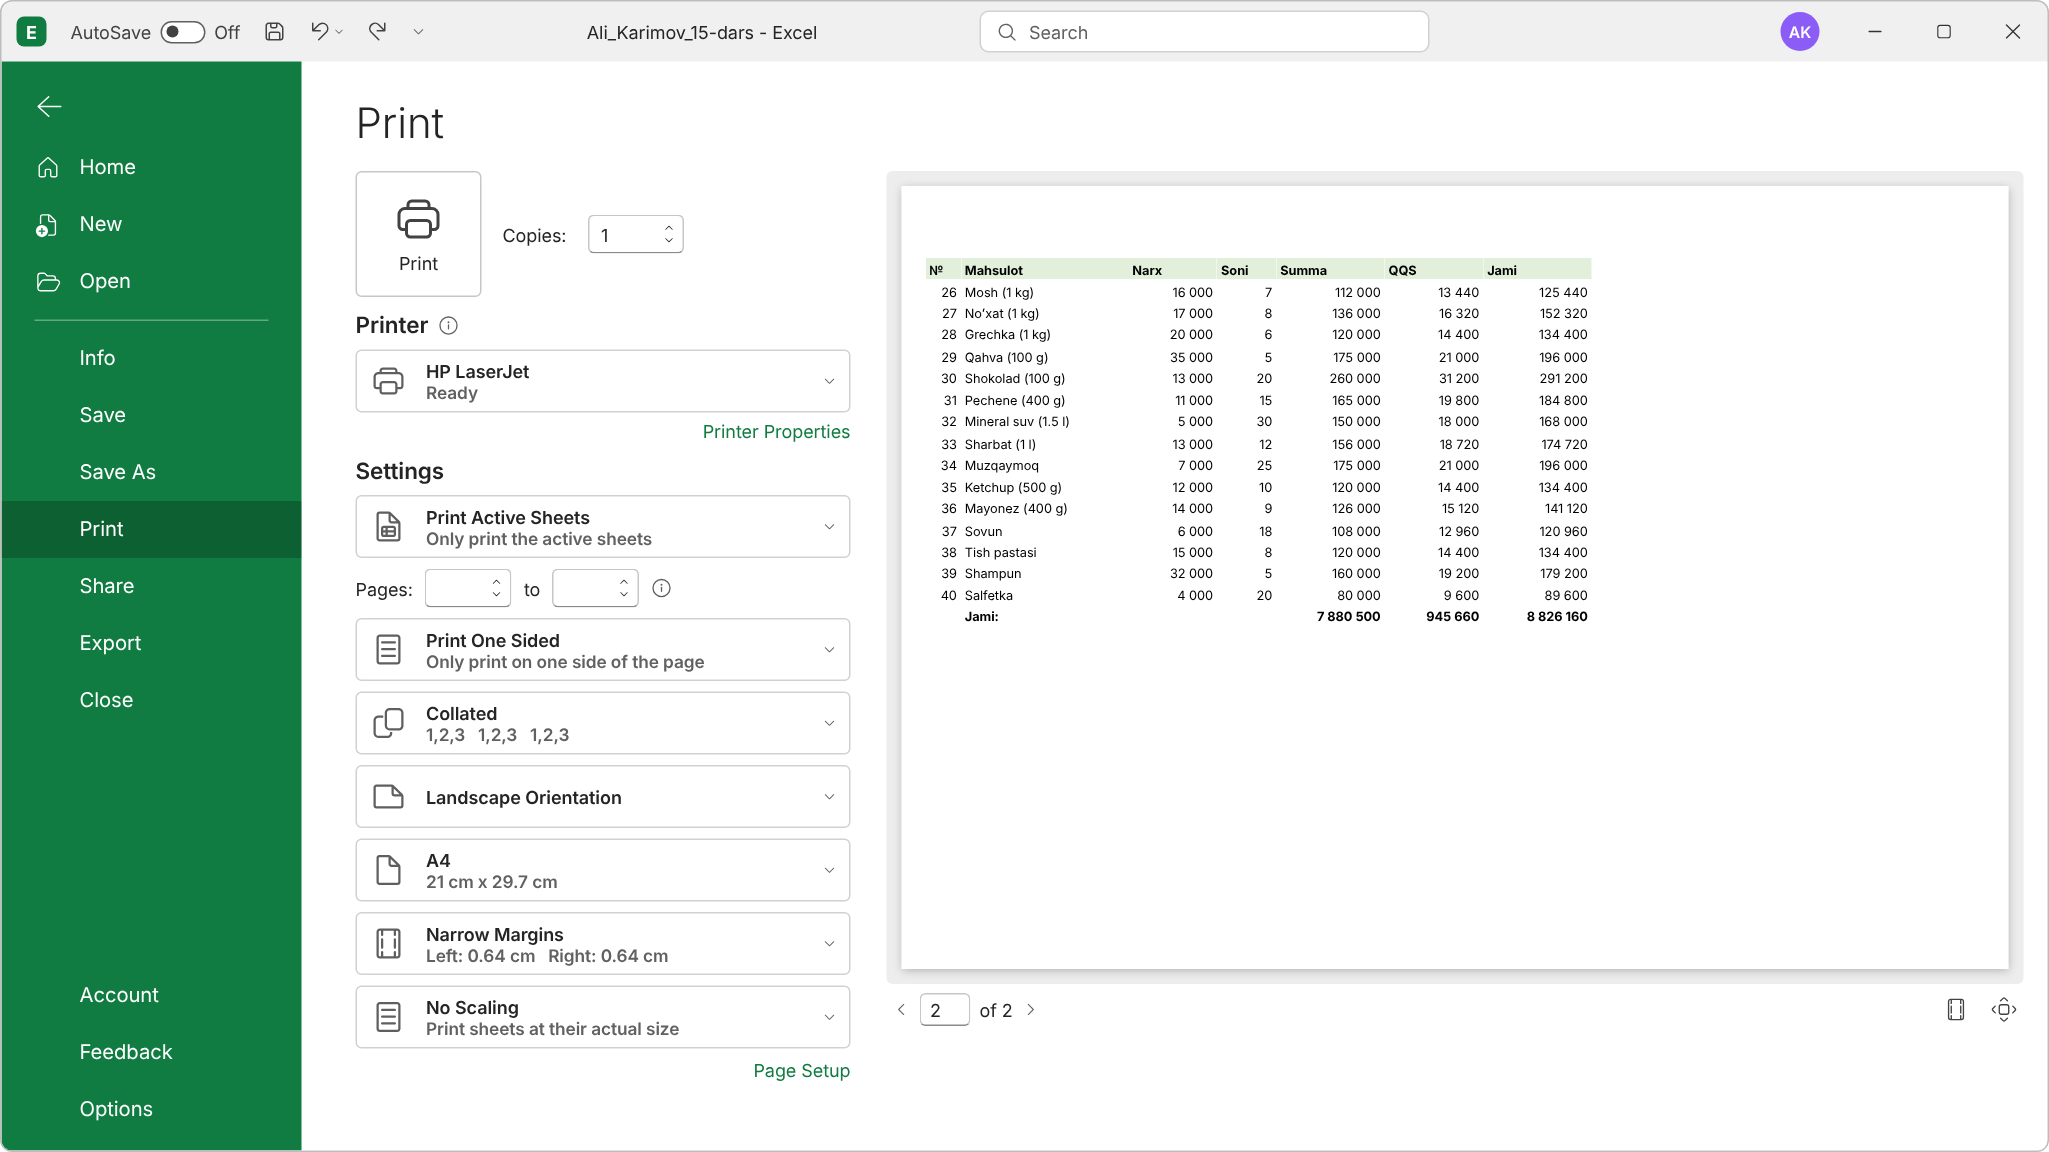 E AutoSave Off Ali_Karimov_15-dars - Excel Search AK
Home
New
Open
Info
Save
Save As
Print
Share
Export
Close
Account
Feedback
Options
Print
Print
Copies: 1
Printer
HP LaserJet
Ready
Printer Properties
Settings
Print Active Sheets
Only print the active sheets
Pages: to
Print One Sided
Only print on one side of the page
Collated
1,2,3 1,2,3 1,2,3
Landscape Orientation
A4
21 cm x 29.7 cm
Narrow Margins
Left: 0.64 cm Right: 0.64 cm
No Scaling
Print sheets at their actual size
Page Setup
№ Mahsulot Narx Soni Summa QQS Jami
26 Mosh (1 kg) 16 000 7 112 000 13 440 125 440
27 Noʻxat (1 kg) 17 000 8 136 000 16 320 152 320
28 Grechka (1 kg) 20 000 6 120 000 14 400 134 400
29 Qahva (100 g) 35 000 5 175 000 21 000 196 000
30 Shokolad (100 g) 13 000 20 260 000 31 200 291 200
31 Pechene (400 g) 11 000 15 165 000 19 800 184 800
32 Mineral suv (1.5 l) 5 000 30 150 000 18 000 168 000
33 Sharbat (1 l) 13 000 12 156 000 18 720 174 720
34 Muzqaymoq 7 000 25 175 000 21 000 196 000
35 Ketchup (500 g) 12 000 10 120 000 14 400 134 400
36 Mayonez (400 g) 14 000 9 126 000 15 120 141 120
37 Sovun 6 000 18 108 000 12 960 120 960
38 Tish pastasi 15 000 8 120 000 14 400 134 400
39 Shampun 32 000 5 160 000 19 200 179 200
40 Salfetka 4 000 20 80 000 9 600 89 600
Jami: 7 880 500 945 660 8 826 160
2 of 2